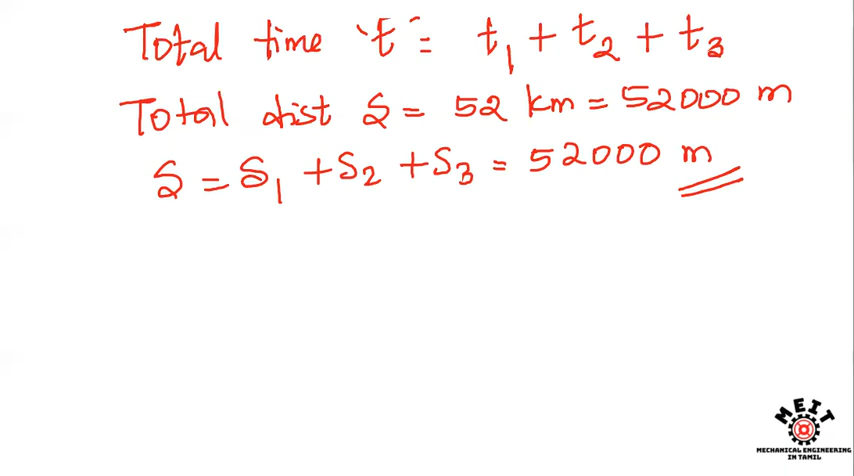 Total time 't' = t₁ + t₂ + t₃
Total dist S = 52 km = 52000 m
S = S₁ + S₂ + S₃ = 52000 m
MEIT
MECHANICAL ENGINEERING
IN TAMIL